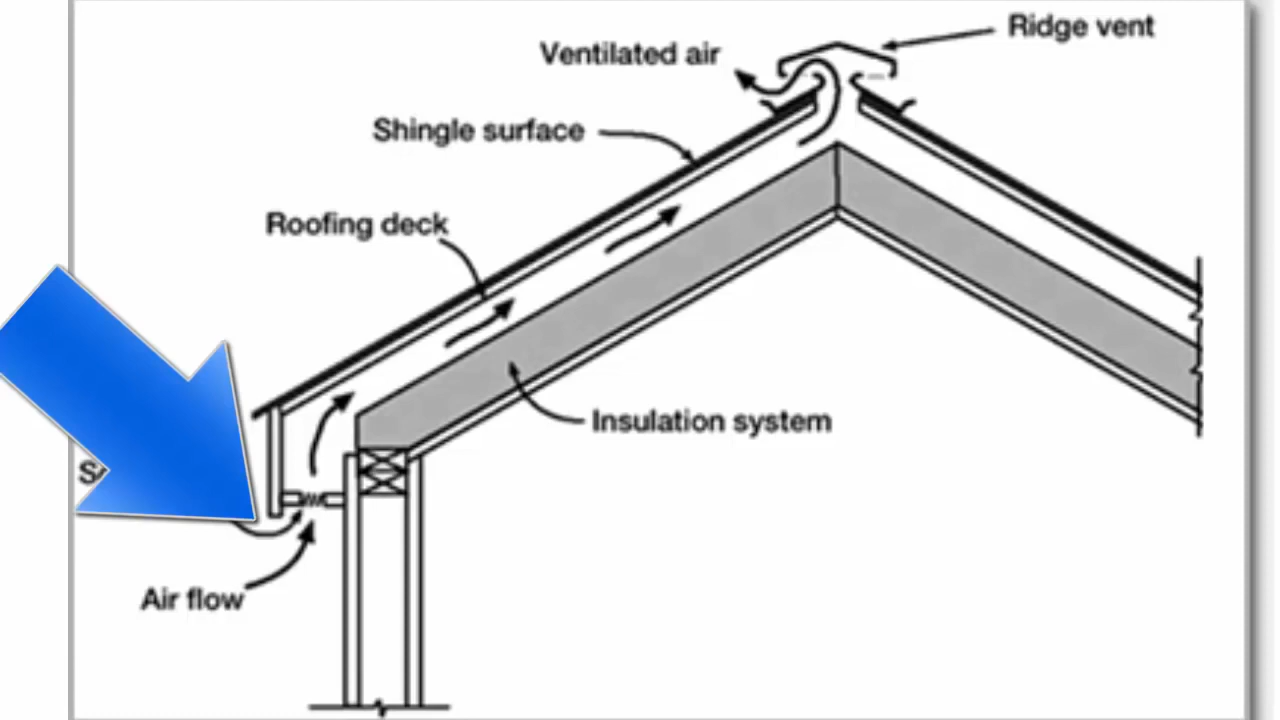 Ridge vent
Ventilated air
Shingle surface
Roofing deck
Insulation system
Air flow